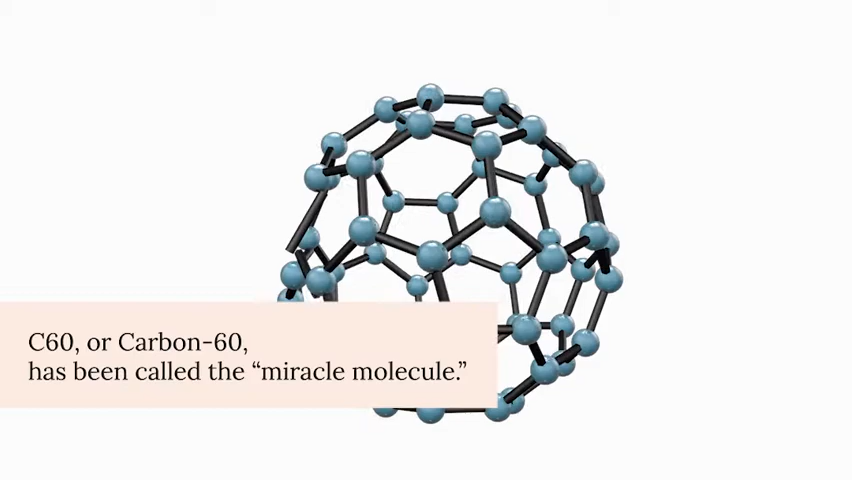 C60, or Carbon-60,
has been called the “miracle molecule.”